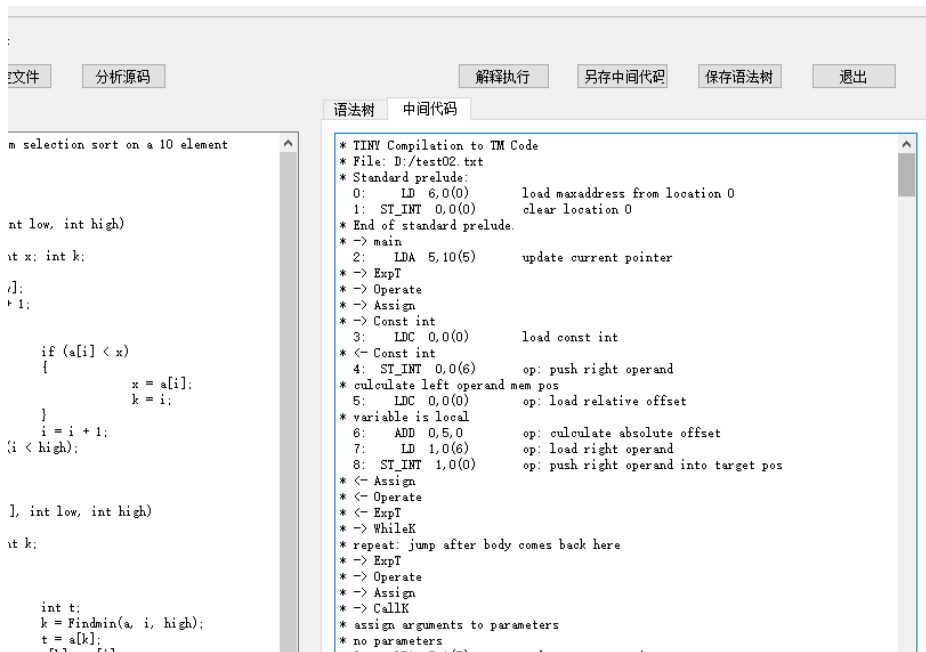 文件
分析源码
解释执行
另存中间代码
保存语法树
退出
语法树
中间代码
m selection sort on a 10 element
nt low, int high)
t x; int k;
];
+ 1;
if (a[i] < x)
{
x = a[i];
k = i;
}
i = i + 1;
(i < high);
], int low, int high)
t k;
int t;
k = Findmin(a, i, high);
t = a[k];
* TINY Compilation to TM Code
* File: D:/test02.txt
* Standard prelude:
0: LD 6,0(0) load maxaddress from location 0
1: ST_INT 0,0(0) clear location 0
* End of standard prelude.
* -> main
2: LDA 5,10(5) update current pointer
* -> ExpT
* -> Operate
* -> Assign
* -> Const int
3: LDC 0,0(0) load const int
* <- Const int
4: ST_INT 0,0(6) op: push right operand
* culculate left operand mem pos
5: LDC 0,0(0) op: load relative offset
* variable is local
6: ADD 0,5,0 op: culculate absolute offset
7: LD 1,0(6) op: load right operand
8: ST_INT 1,0(0) op: push right operand into target pos
* <- Assign
* <- Operate
* <- ExpT
* -> WhileK
* repeat: jump after body comes back here
* -> ExpT
* -> Operate
* -> Assign
* -> CallK
* assign arguments to parameters
* no parameters